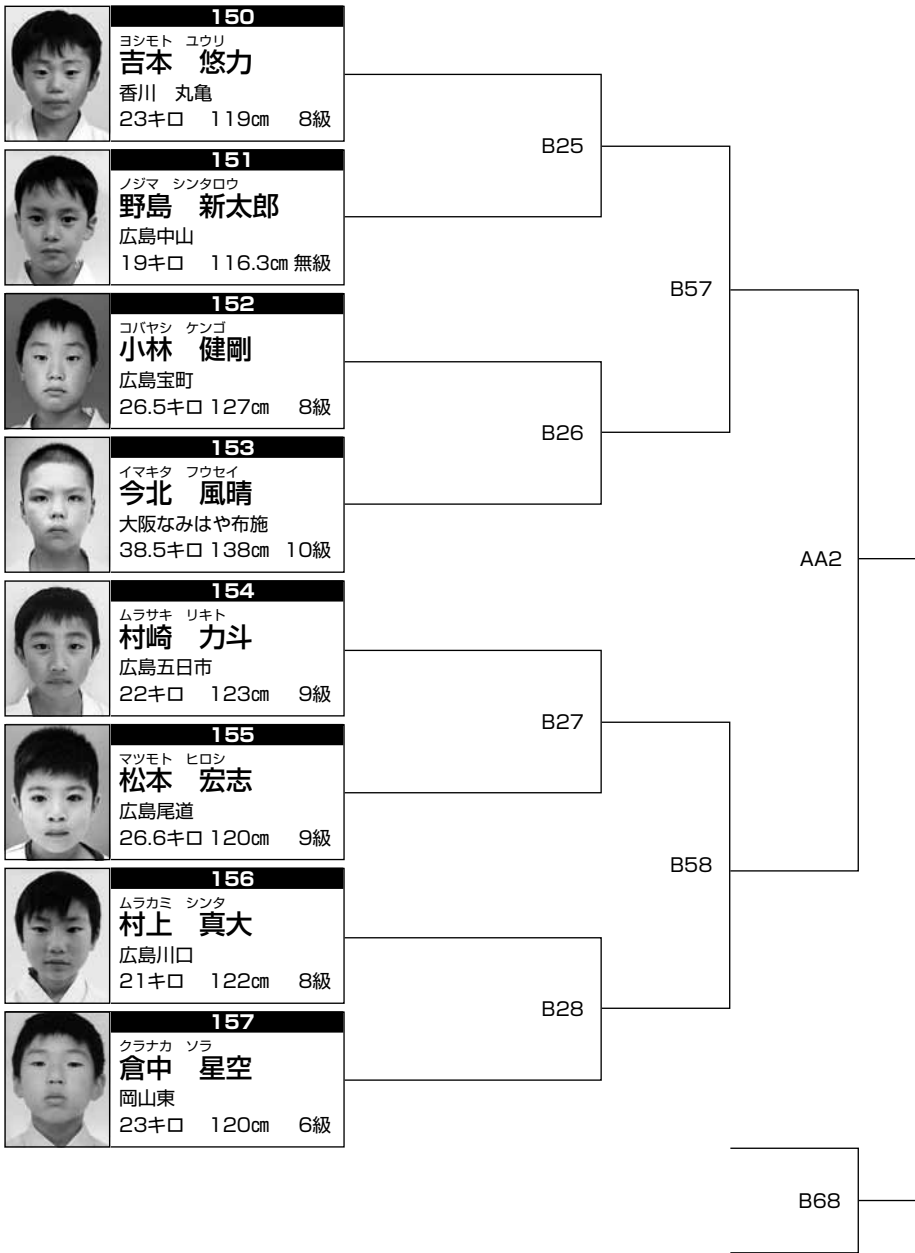 150
ヨシモト ユウリ
吉本 悠力
香川 丸亀
23キロ 119㎝ 8級
151
ノジマ シンタロウ
野島 新太郎
広島中山
19キロ 116.3㎝ 無級
152
コバヤシ ケンゴ
小林 健剛
広島宝町
26.5キロ 127㎝ 8級
153
イマキタ フウセイ
今北 風晴
大阪なみはや布施
38.5キロ 138㎝ 10級
154
ムラサキ リキト
村崎 力斗
広島五日市
22キロ 123㎝ 9級
155
マツモト ヒロシ
松本 宏志
広島尾道
26.6キロ 120㎝ 9級
156
ムラカミ シンタ
村上 真大
広島川口
21キロ 122㎝ 8級
157
クラナカ ソラ
倉中 星空
岡山東
23キロ 120㎝ 6級
B25
B26
B27
B28
B57
B58
AA2
B68